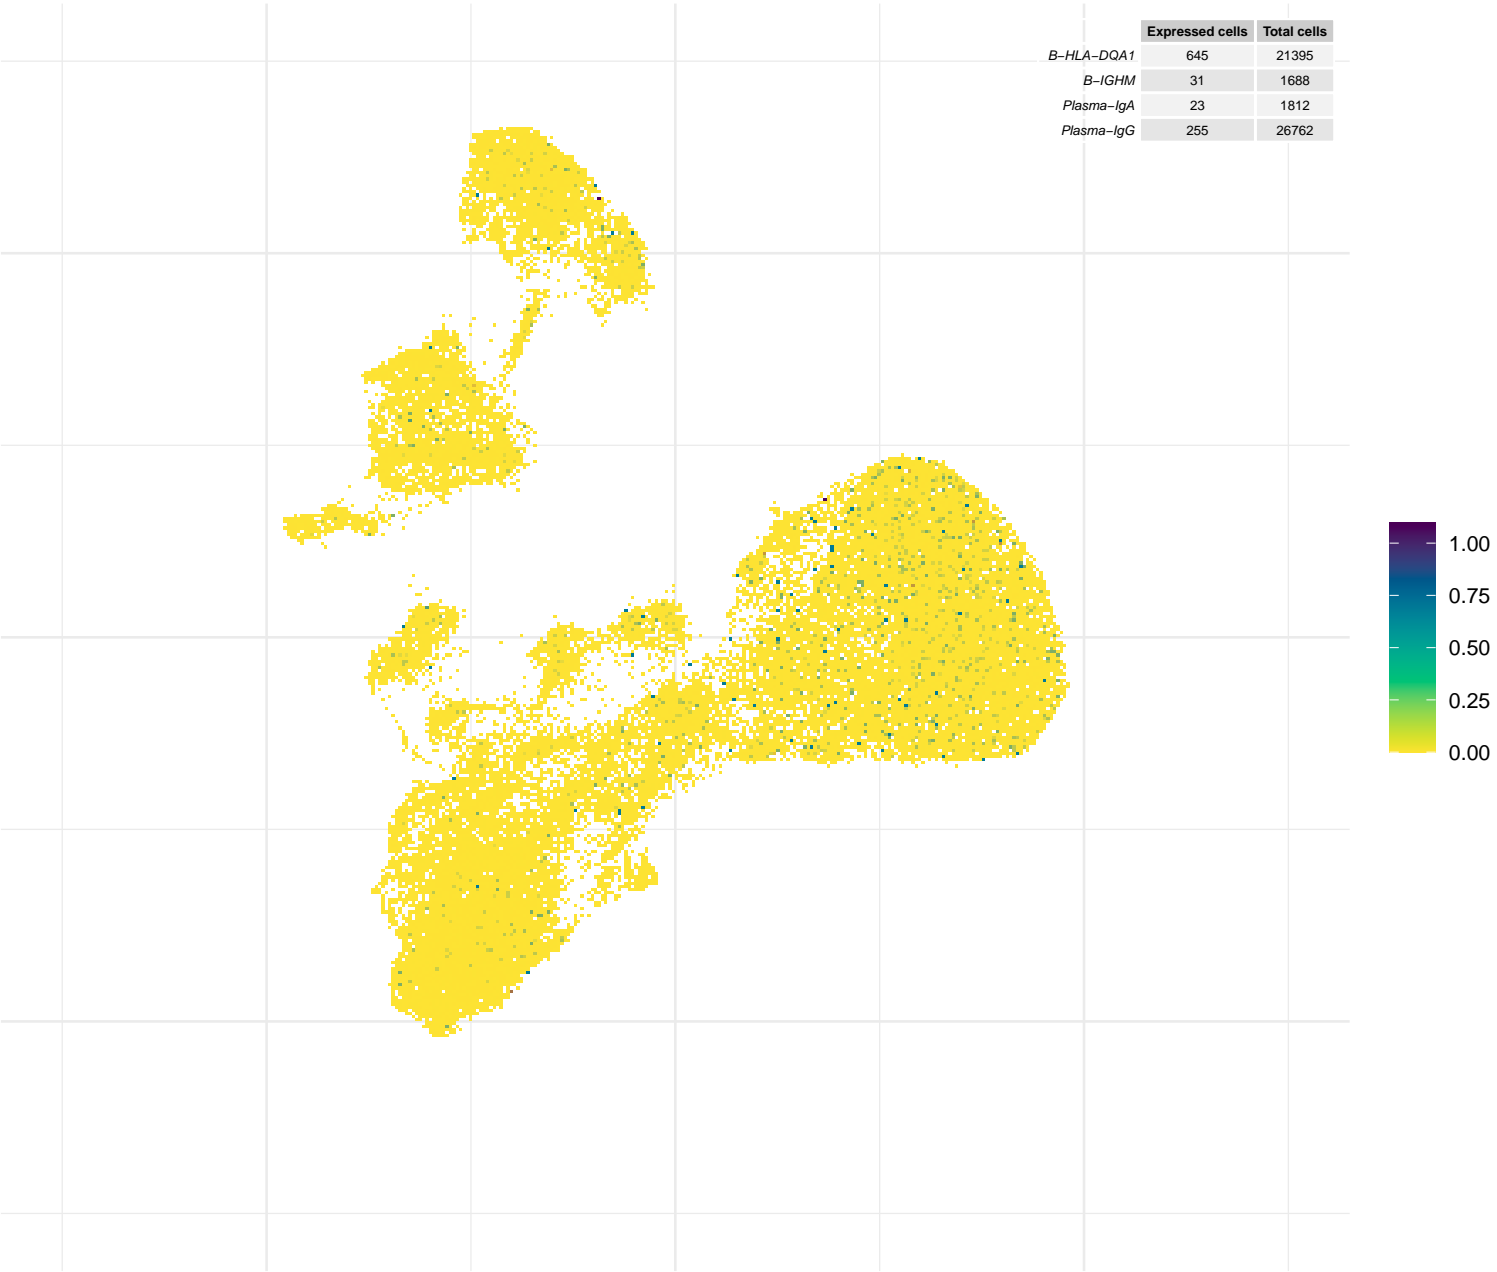 Expressed cells Total cells
B−HLA−DQA1 645 21395
B−IGHM 31 1688
Plasma−IgA 23 1812
Plasma−IgG 255 26762
1.00
0.75
0.50
0.25
0.00